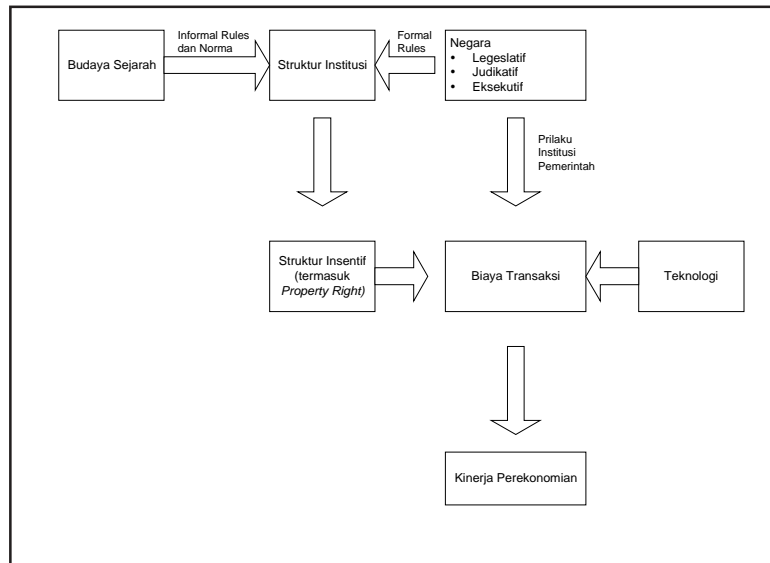 Informal Rules
dan Norma
Formal
Rules
Budaya Sejarah
Struktur Institusi
Negara
• Legeslatif
• Judikatif
• Eksekutif
Prilaku
Institusi
Pemerintah
Struktur Insentif
(termasuk
Property Right)
Biaya Transaksi
Teknologi
Kinerja Perekonomian